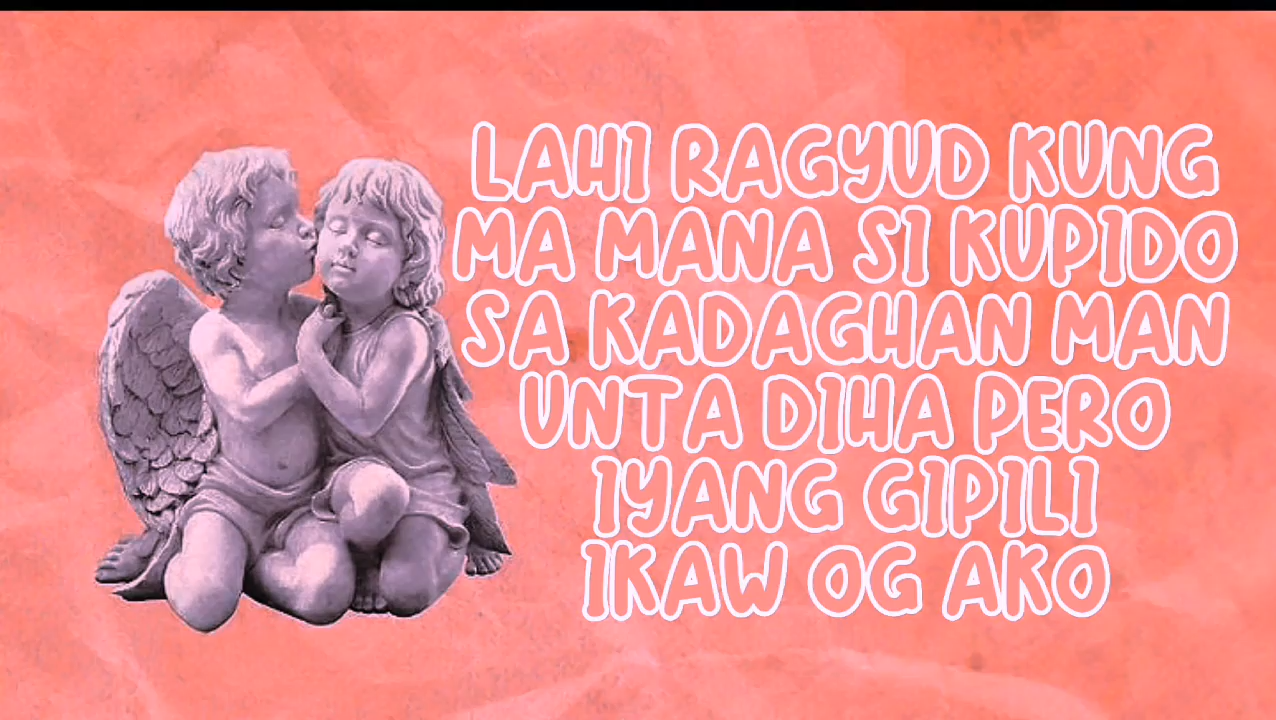 LAHI RAGYUD KUNG
MA MANA SI KUPIDO
SA KADAGHAN MAN
UNTA DIHA PERO
IYANG GIPILI
IKAW OG AKO